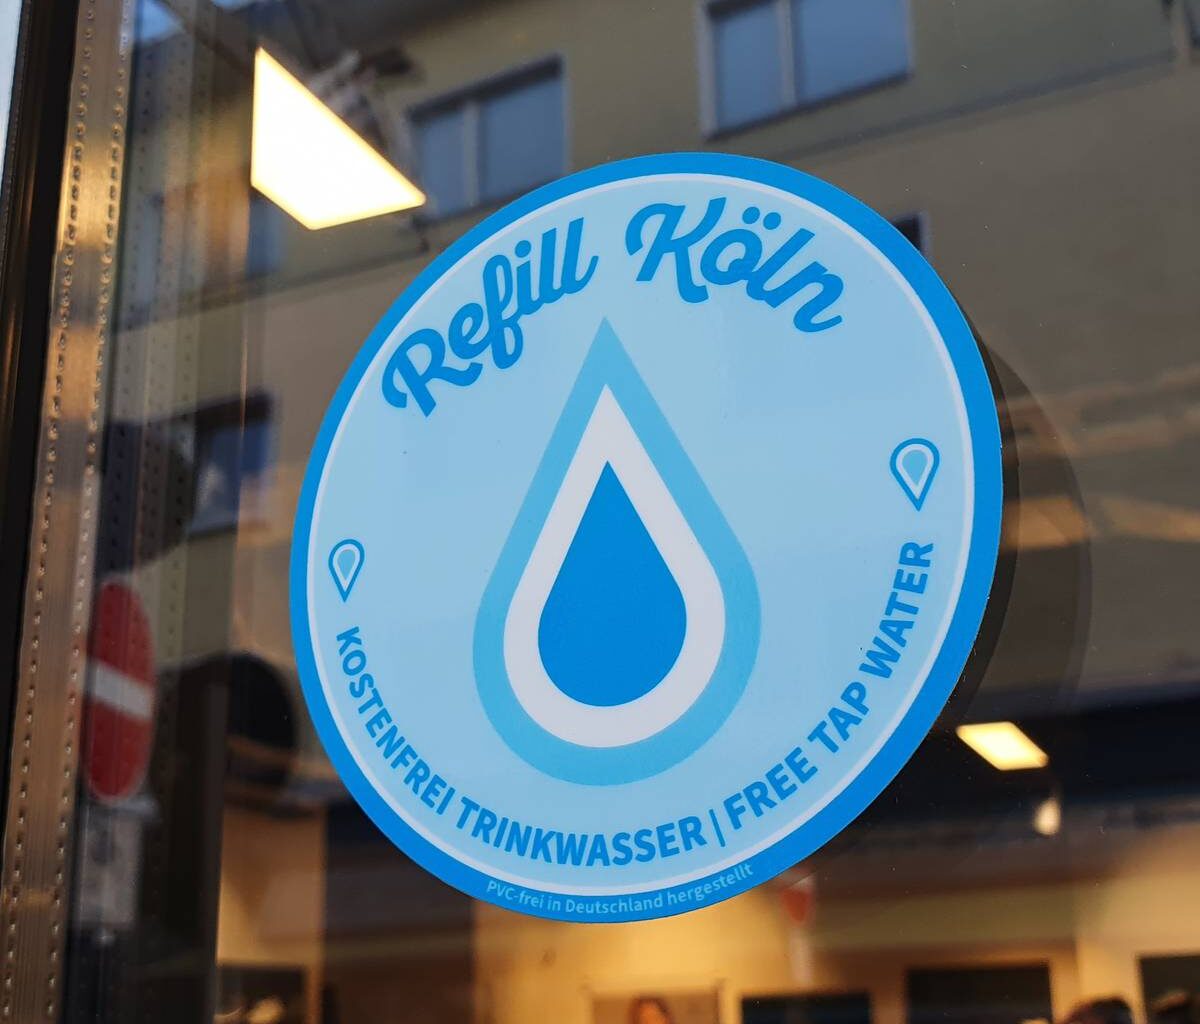 Refill Köln
KOSTENFREI TRINKWASSER | FREE TAP WATER
PVC-frei in Deutschland hergestellt